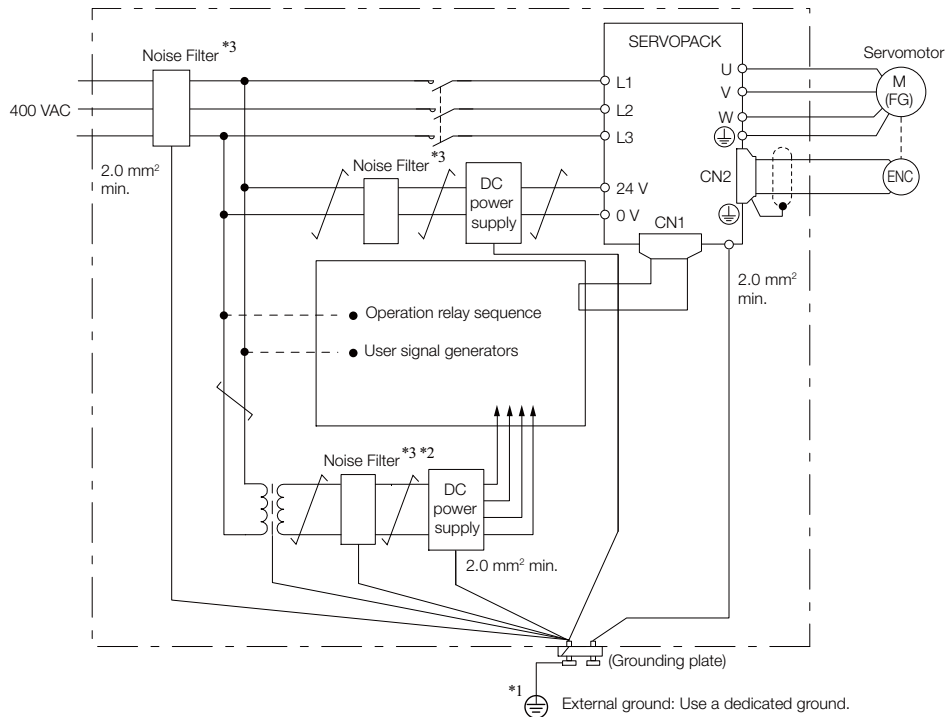 Noise Filter *3
SERVOPACK
Servomotor
400 VAC
L1
L2
L3
U
V
W
M
(FG)
2.0 mm²
min.
Noise Filter *3
DC
power
supply
24 V
0 V
CN2
ENC
CN1
2.0 mm²
min.
Operation relay sequence
User signal generators
Noise Filter *3 *2
DC
power
supply
2.0 mm² min.
(Grounding plate)
*1
External ground: Use a dedicated ground.